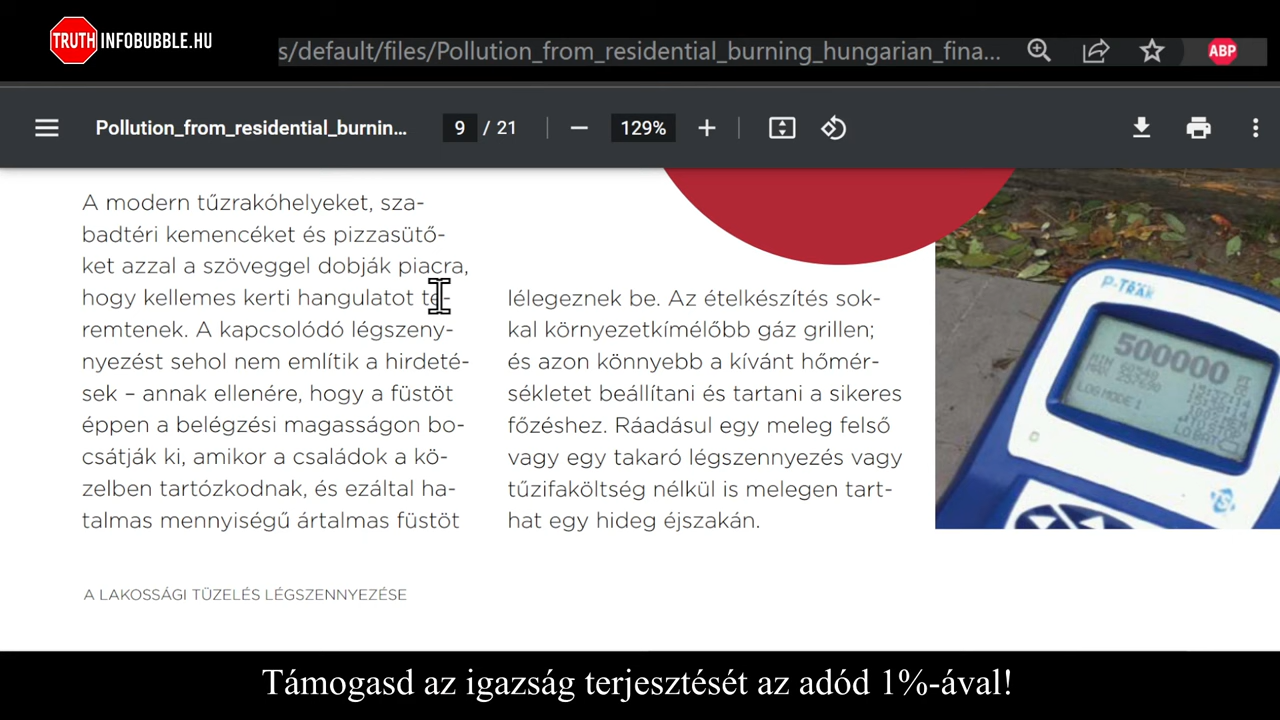 TRUTH INFOBUBBLE.HU
s/default/files/Pollution_from_residential_burning_hungarian_fina...
ABP
Pollution_from_residential_burnin...
9 / 21
129%
A modern tűzrakóhelyeket, sza-
badtéri kemencéket és pizzasütő-
ket azzal a szöveggel dobják piacra,
hogy kellemes kerti hangulatot te-
remtenek. A kapcsolódó légszeny-
nyezést sehol nem említik a hirdeté-
sek – annak ellenére, hogy a füstöt
éppen a belégzési magasságon bo-
csátják ki, amikor a családok a kö-
zelben tartózkodnak, és ezáltal ha-
talmas mennyiségű ártalmas füstöt
lélegeznek be. Az ételkészítés sok-
kal környezetkímélőbb gáz grillen;
és azon könnyebb a kívánt hőmér-
sékletet beállítani és tartani a sikeres
főzéshez. Ráadásul egy meleg felső
vagy egy takaró légszennyezés vagy
tűzifaköltség nélkül is melegen tart-
hat egy hideg éjszakán.
P-TRAK
500000
LOG MODE 1
LO BAT
A LAKOSSÁGI TÜZELÉS LÉGSZENNYEZÉSE
Támogasd az igazság terjesztését az adód 1%-ával!